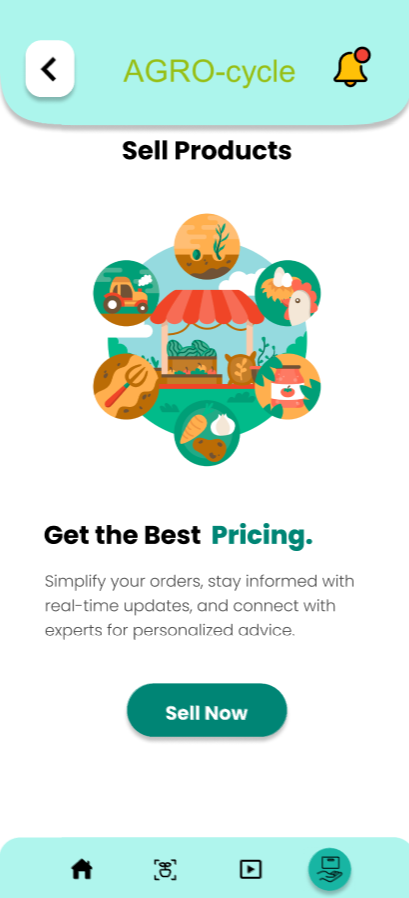 AGRO-cycle
Sell Products
Get the Best Pricing.
Simplify your orders, stay informed with
real-time updates, and connect with
experts for personalized advice.
Sell Now